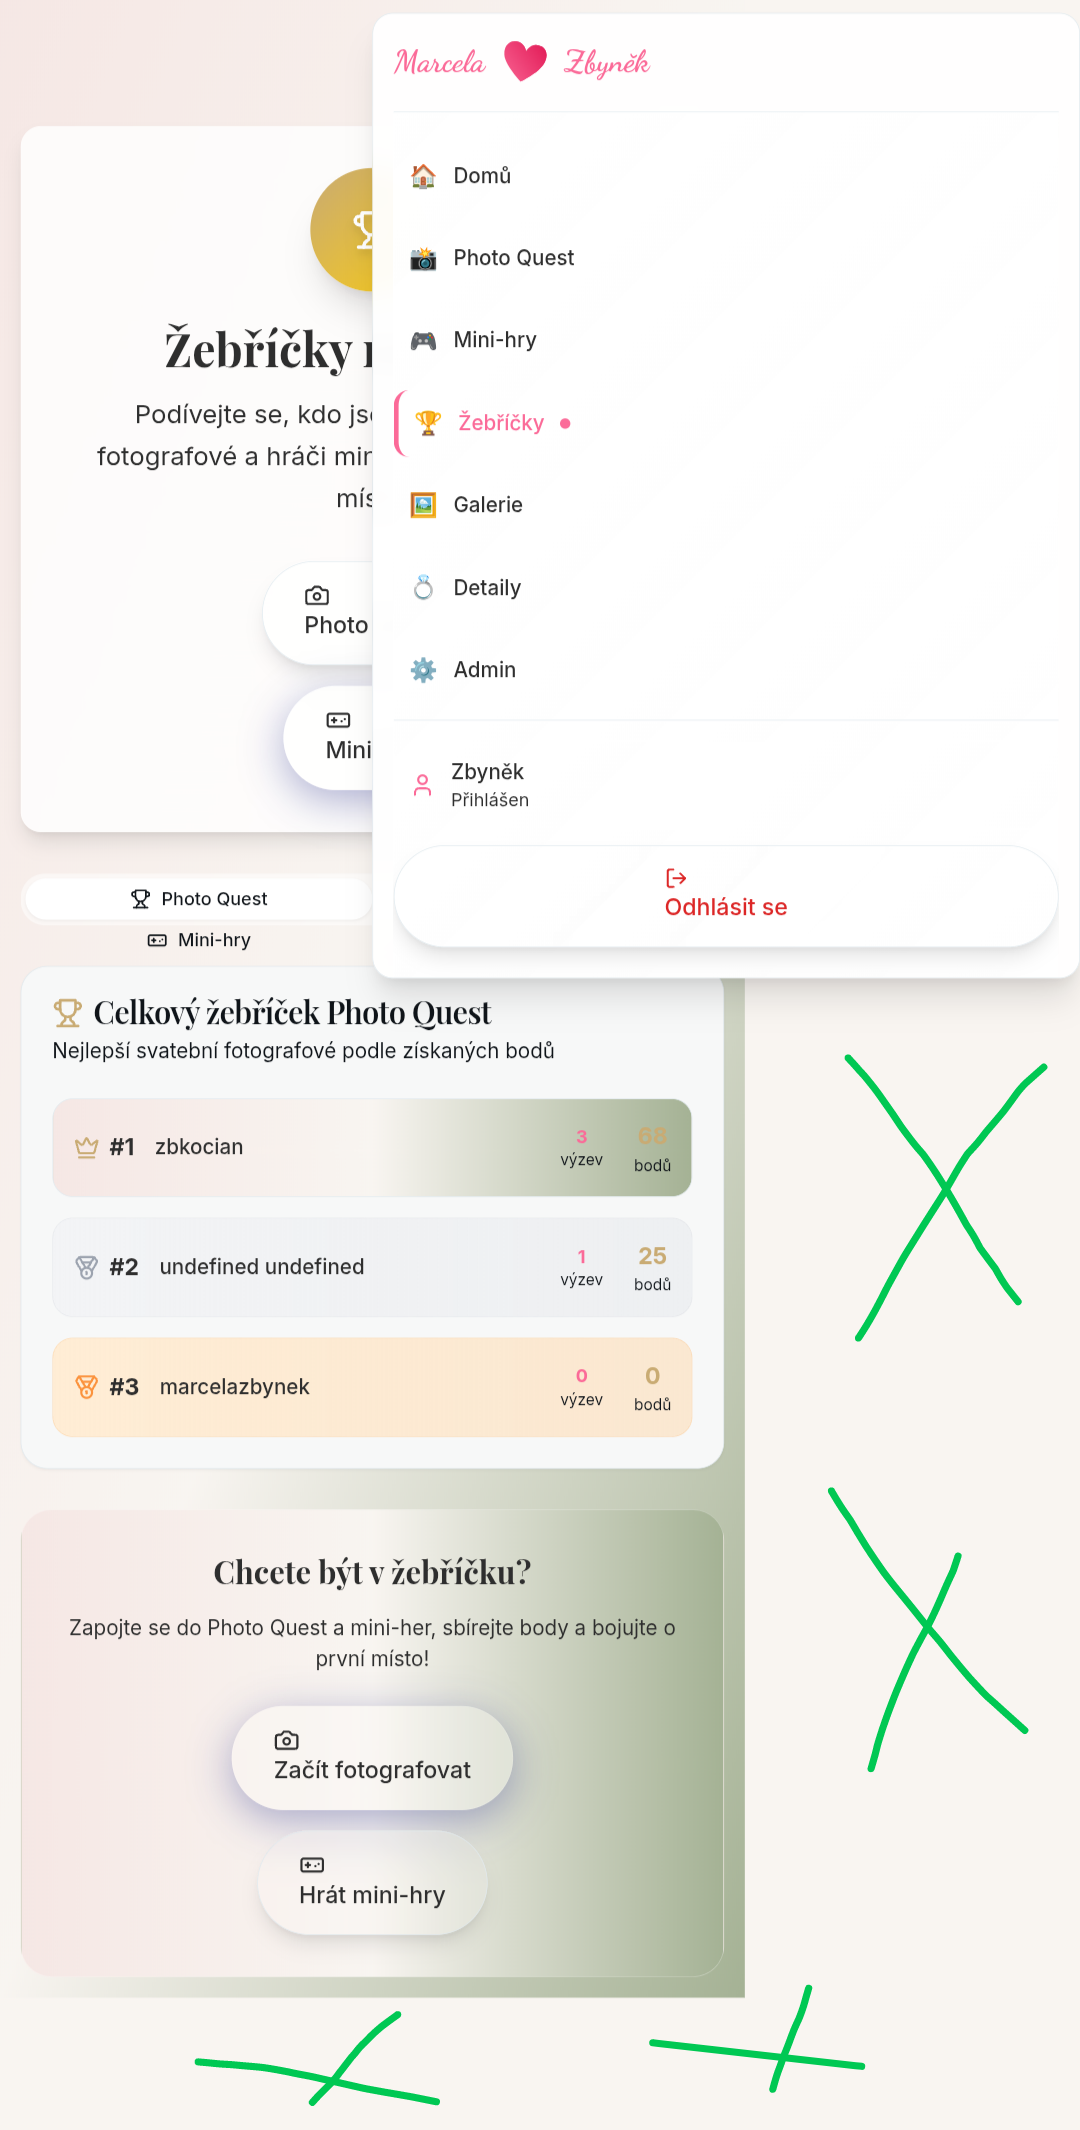 Marcela Zbyněk
Domů
Photo Quest
Mini-hry
Žebříčky
Galerie
Detaily
Admin
Zbyněk
Přihlášen
Odhlásit se
Žebříčky
Podívejte se, kdo
fotografové a hráči
Photo
Mini
Photo Quest
Mini-hry
Celkový žebříček Photo Quest
Nejlepší svatební fotografové podle získaných bodů
#1 zbkocian 3 výzev 68 bodů
#2 undefined undefined 1 výzev 25 bodů
#3 marcelazbynek 0 výzev 0 bodů
Chcete být v žebříčku?
Zapojte se do Photo Quest a mini-her, sbírejte body a bojujte o
první místo!
Začít fotografovat
Hrát mini-hry